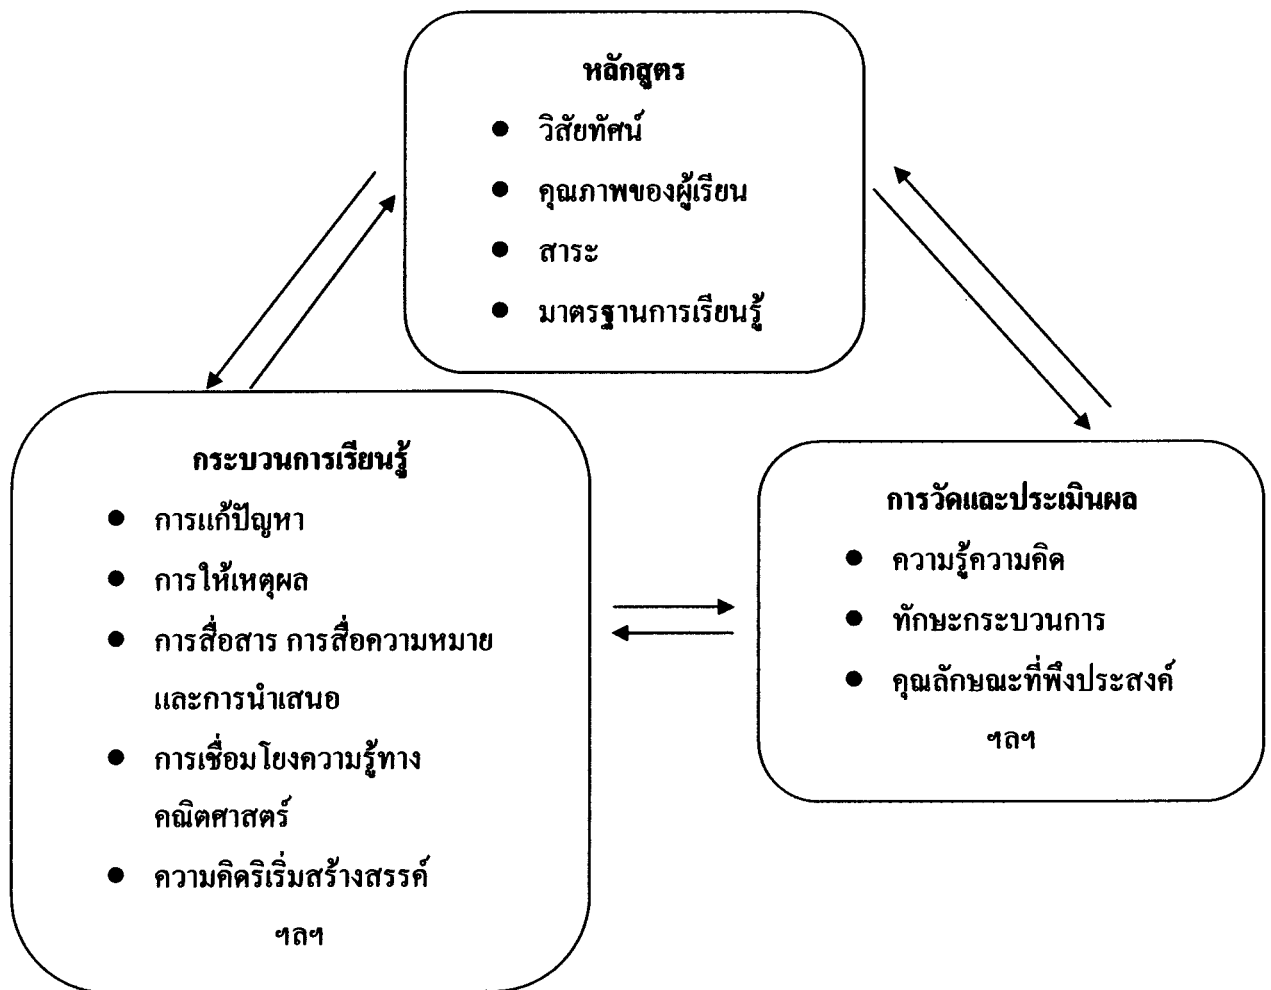 หลักสูตร
● วิสัยทัศน์
● คุณภาพของผู้เรียน
● สาระ
● มาตรฐานการเรียนรู้
กระบวนการเรียนรู้
● การแก้ปัญหา
● การให้เหตุผล
● การสื่อสาร การสื่อความหมาย
และการนำเสนอ
● การเชื่อมโยงความรู้ทาง
คณิตศาสตร์
● ความคิดริเริ่มสร้างสรรค์
ฯลฯ
การวัดและประเมินผล
● ความรู้ความคิด
● ทักษะกระบวนการ
● คุณลักษณะที่พึงประสงค์
ฯลฯ